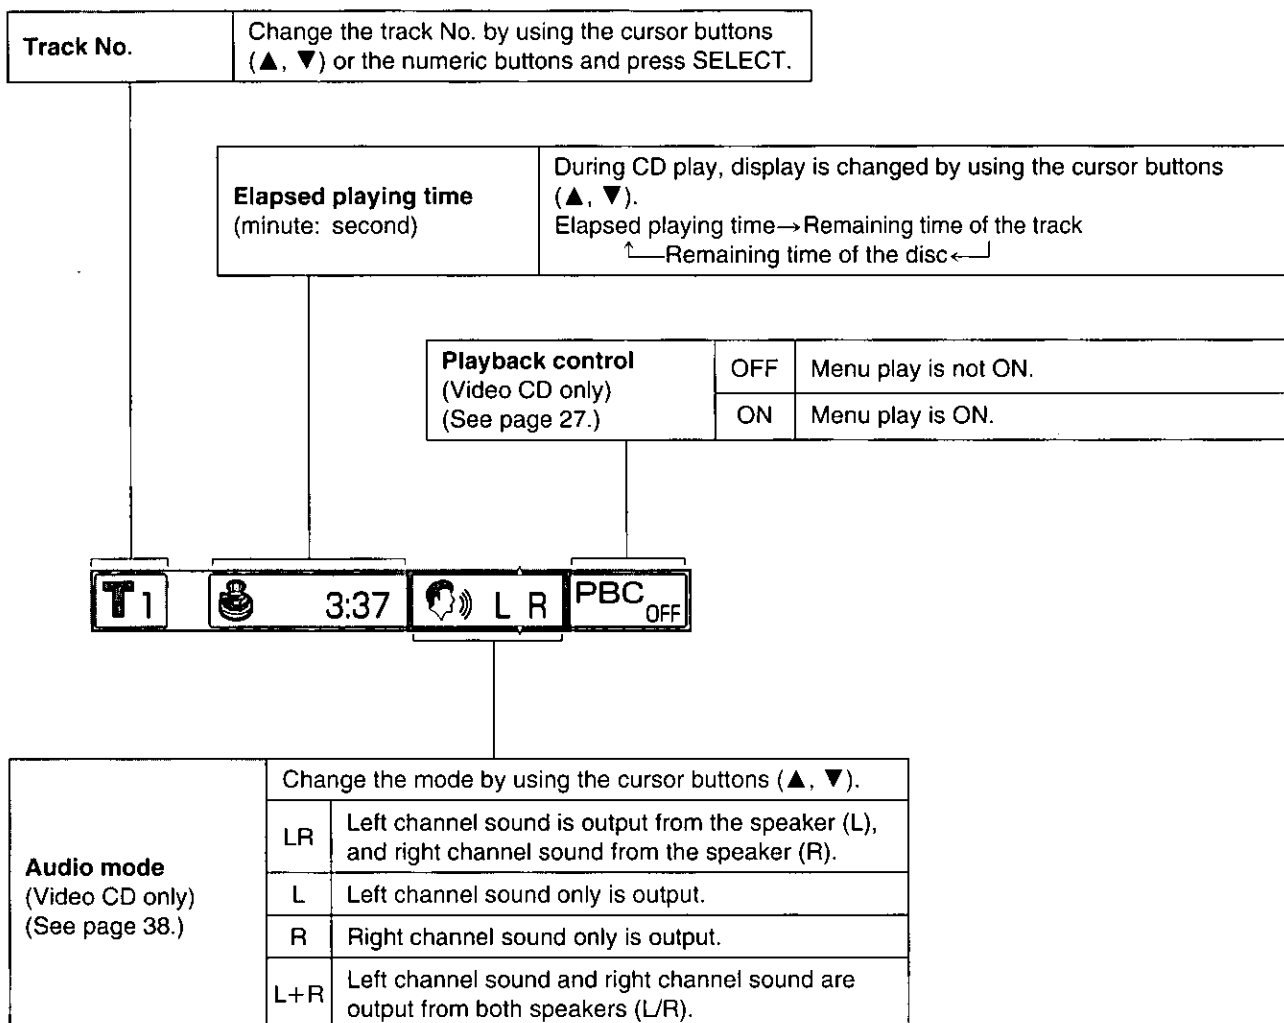 Track No.
Change the track No. by using the cursor buttons
(▲, ▼) or the numeric buttons and press SELECT.
Elapsed playing time
(minute: second)
During CD play, display is changed by using the cursor buttons
(▲, ▼).
Elapsed playing time→Remaining time of the track
↑—Remaining time of the disc←
Playback control
(Video CD only)
(See page 27.)
OFF Menu play is not ON.
ON Menu play is ON.
T 1 3:37 L R PBC OFF
Audio mode
(Video CD only)
(See page 38.)
Change the mode by using the cursor buttons (▲, ▼).
LR Left channel sound is output from the speaker (L),
and right channel sound from the speaker (R).
L Left channel sound only is output.
R Right channel sound only is output.
L+R Left channel sound and right channel sound are
output from both speakers (L/R).